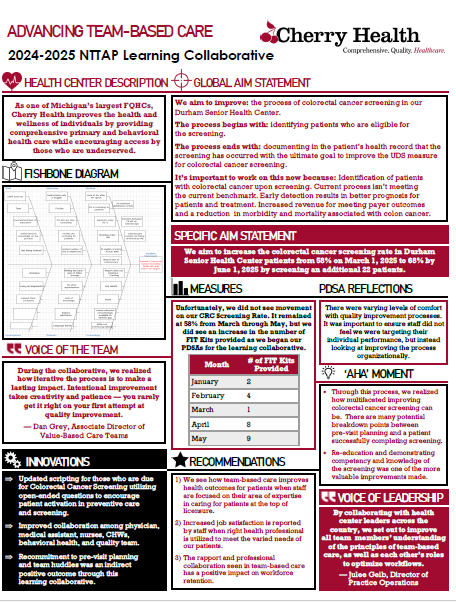 ADVANCING TEAM-BASED CARE
2024-2025 NTTAP Learning Collaborative
Cherry Health
Comprehensive. Quality. Healthcare.
HEALTH CENTER DESCRIPTION
As one of Michigan's largest FQHCs,
Cherry Health improves the health and
wellness of individuals by providing
comprehensive primary and behavioral
health care while encouraging access by
those who are underserved.
GLOBAL AIM STATEMENT
We aim to improve: the process of colorectal cancer screening in our
Durham Senior Health Center.
The process begins with: identifying patients who are eligible for
the screening.
The process ends with: documenting in the patient's health record that the
screening has occurred with the ultimate goal to improve the UDS measure
for colorectal cancer screening.
It's important to work on this now because: Identification of patients
with colorectal cancer upon screening. Current process isn't meeting
the current benchmark. Early detection results in better prognosis for
patients and treatment. Increased revenue for meeting payer outcomes
and a reduction in morbidity and mortality associated with colon cancer.
FISHBONE DIAGRAM
SPECIFIC AIM STATEMENT
We aim to increase the colorectal cancer screening rate in Durham
Senior Health Center patients from 58% on March 1, 2025 to 68% by
June 1, 2025 by screening an additional 22 patients.
MEASURES
Unfortunately, we did not see movement
on our CRC Screening Rate. It remained
at 58% from March through May, but we
did see an increase in the number of
FIT Kits provided as we began our
PDSAs for the learning collaborative.
Month # of FIT Kits Provided
January 2
February 4
March 1
April 8
May 9
PDSA REFLECTIONS
There were varying levels of comfort
with quality improvement processes.
It was important to ensure staff did not
feel we were targeting their
individual performance, but instead
looking at improving the process
organizationally.
VOICE OF THE TEAM
During the collaborative, we realized
how iterative the process is to make a
lasting impact. Intentional improvement
takes creativity and patience — you rarely
get it right on your first attempt at
quality improvement.
— Dan Grey, Associate Director of
Value-Based Care Teams
'AHA' MOMENT
• Through this process, we realized
how multifaceted improving
colorectal cancer screening can
be. There are many potential
breakdown points between
pre-visit planning and a patient
successfully completing screening.
• Re-education and demonstrating
competency and knowledge of
the screening was one of the more
valuable improvements made.
INNOVATIONS
⇒ Updated scripting for those who are due
for Colorectal Cancer Screening utilizing
open-ended questions to encourage
patient activation in preventive care
and screening.
⇒ Improved collaboration among physician,
medical assistant, nurse, CHWs,
behavioral health, and quality team.
⇒ Recommitment to pre-visit planning
and team huddles was an indirect
positive outcome through this
learning collaborative.
RECOMMENDATIONS
1) We see how team-based care improves
health outcomes for patients when staff
are focused on their area of expertise
in caring for patients at the top of
licensure.
2) Increased job satisfaction is reported
by staff when right health professional
is utilized to meet the varied needs of
our patients.
3) The rapport and professional
collaboration seen in team-based care
has a positive impact on workforce
retention.
VOICE OF LEADERSHIP
By collaborating with health
center leaders across the
country, we set out to improve
all team members' understanding
of the principles of team-based
care, as well as each other's roles
to optimize workflows.
— Julee Geib, Director of
Practice Operations